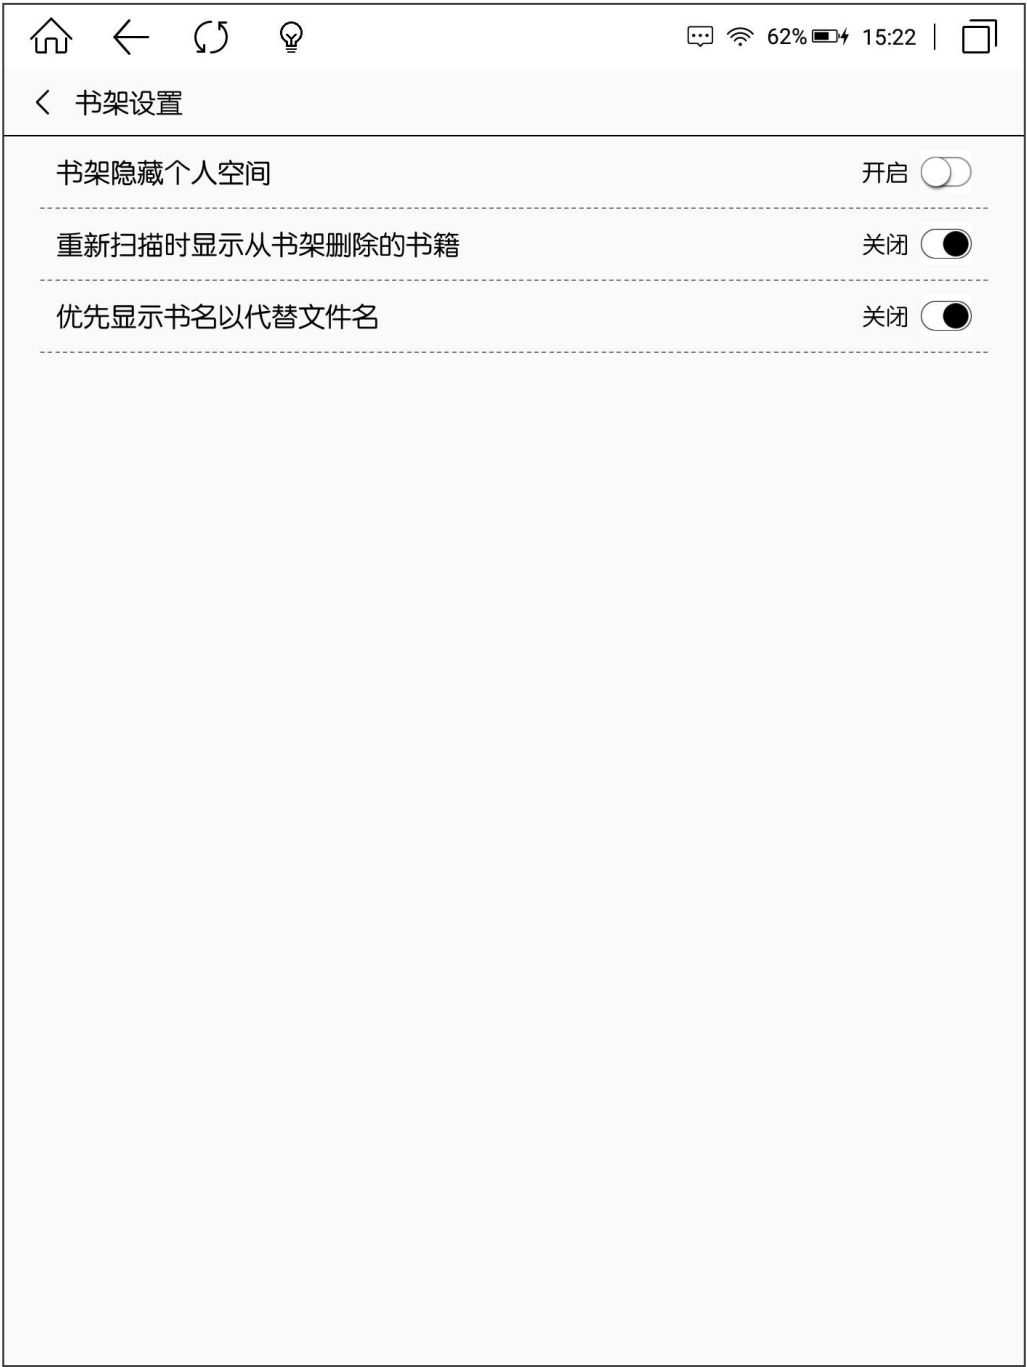 62% 15:22
书架设置
书架隐藏个人空间 开启
重新扫描时显示从书架删除的书籍 关闭
优先显示书名以代替文件名 关闭